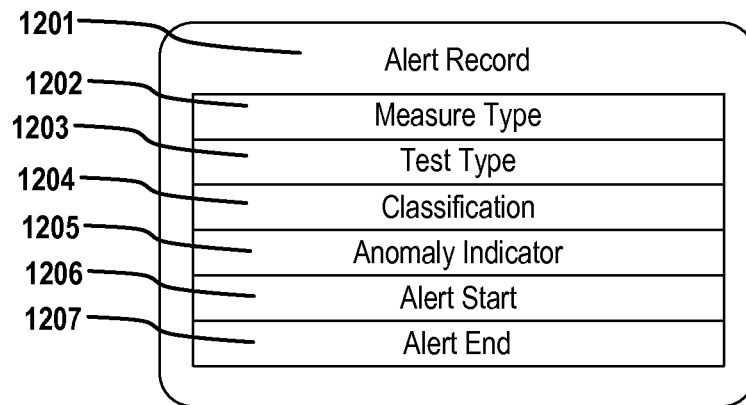 1201
Alert Record
1202
Measure Type
1203
Test Type
1204
Classification
1205
Anomaly Indicator
1206
Alert Start
1207
Alert End